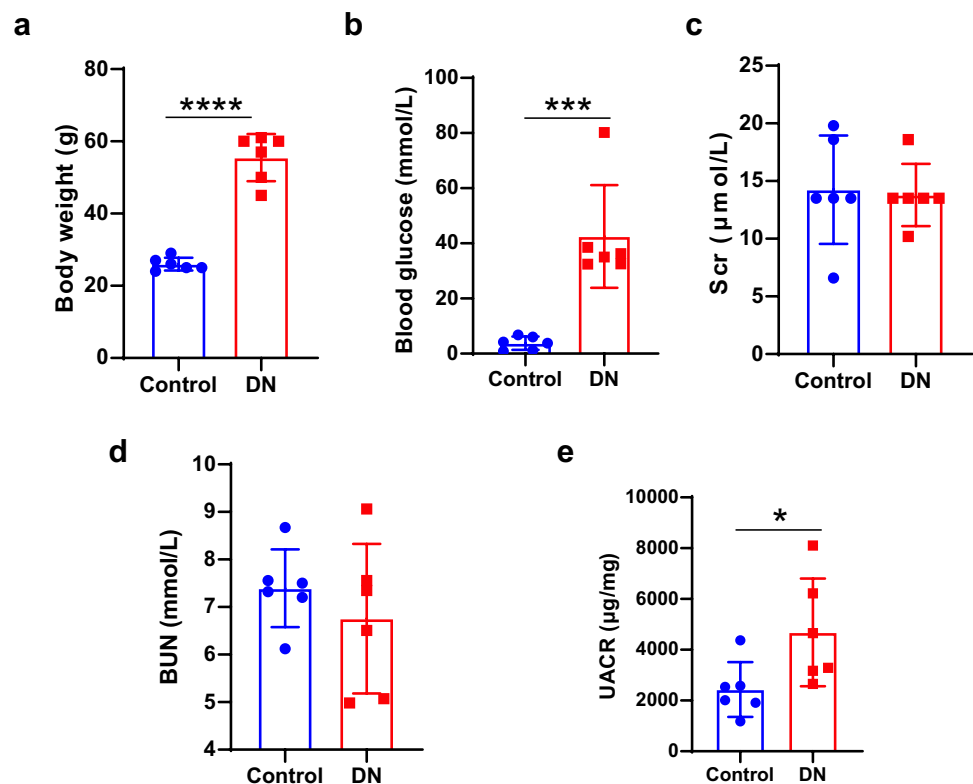 a
Body weight (g)
80
60
40
20
0
****
Control DN
b
Blood glucose (mmol/L)
100
80
60
40
20
0
***
Control DN
c
Scr ( μ m ol/L)
25
20
15
10
5
0
Control DN
d
BUN (mmol/L)
10
9
8
7
6
5
4
Control DN
e
UACR (μg/mg)
10000
8000
6000
4000
2000
0
*
Control DN